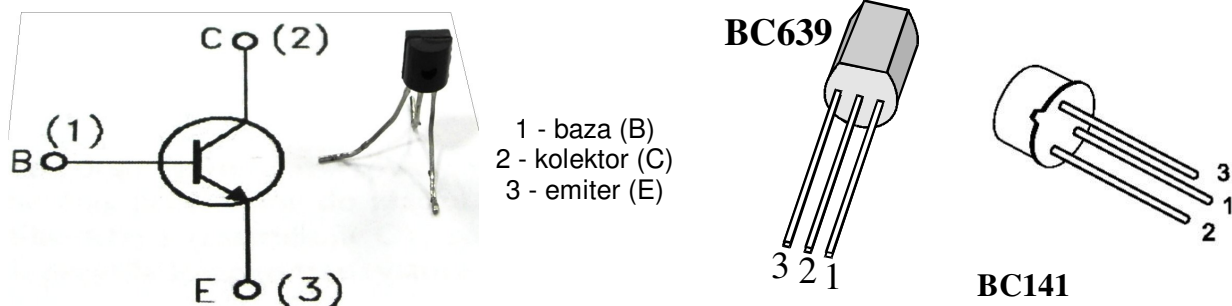 C (2)
(1)
B
E (3)
1 - baza (B)
2 - kolektor (C)
3 - emiter (E)
BC639
3 2 1
3
1
2
BC141